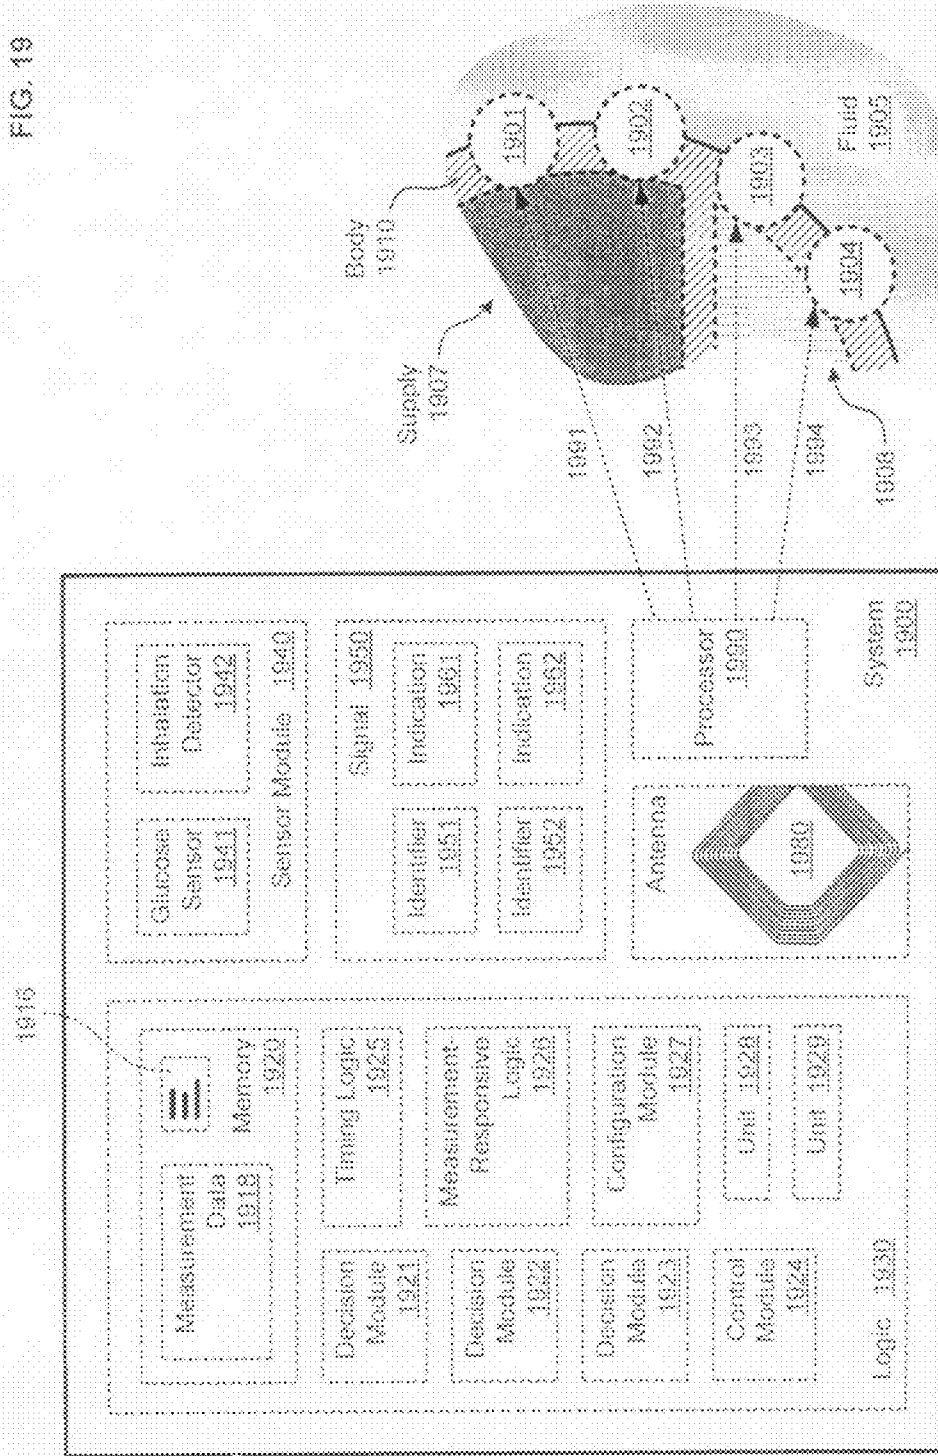 FIG. 19
1916
Measurement
Data
1918
Memory
1920
Decision
Module
1921
Timing Logic
1925
Decision
Module
1922
Measurement-
Responsive
Logic
1926
Decision
Module
1923
Configuration
Module
1927
Control
Module
1924
Unit 1928
Unit 1929
Logic 1930
Glucose
Sensor
1941
Inhalation
Detector
1942
Sensor Module 1940
Signal 1950
Identifier
1951
Indication
1961
Identifier
1952
Indication
1962
Antenna
1980
Processor
1990
System
1900
1991
1992
1993
1994
1908
Supply
1907
Body
1910
1901
1902
1903
1904
Fluid
1905